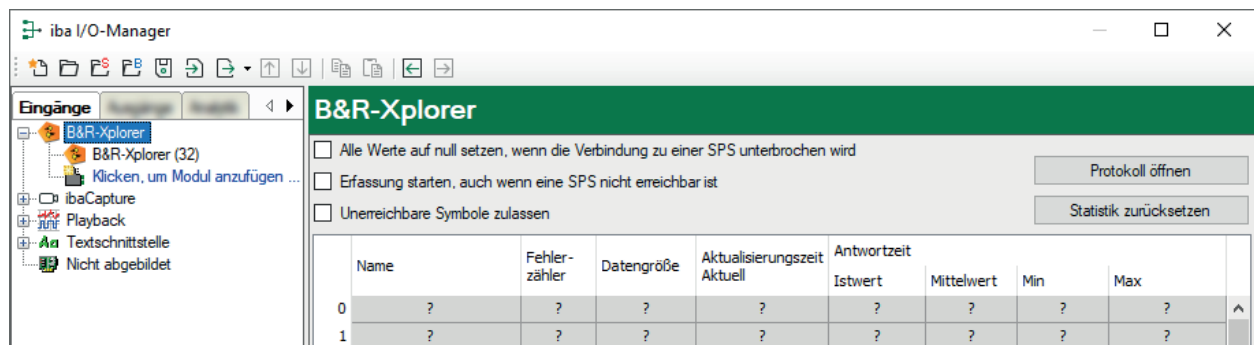 iba I/O-Manager
Eingänge
B&R-Xplorer
B&R-Xplorer (32)
Klicken, um Modul anzufügen ...
ibaCapture
Playback
Textschnittstelle
Nicht abgebildet
B&R-Xplorer
Alle Werte auf null setzen, wenn die Verbindung zu einer SPS unterbrochen wird
Erfassung starten, auch wenn eine SPS nicht erreichbar ist
Unerreichbare Symbole zulassen
Protokoll öffnen
Statistik zurücksetzen
Name
Fehler-
zähler
Datengröße
Aktualisierungszeit
Aktuell
Antwortzeit
Istwert
Mittelwert
Min
Max
0 ? ? ? ? ? ? ? ?
1 ? ? ? ? ? ? ? ?